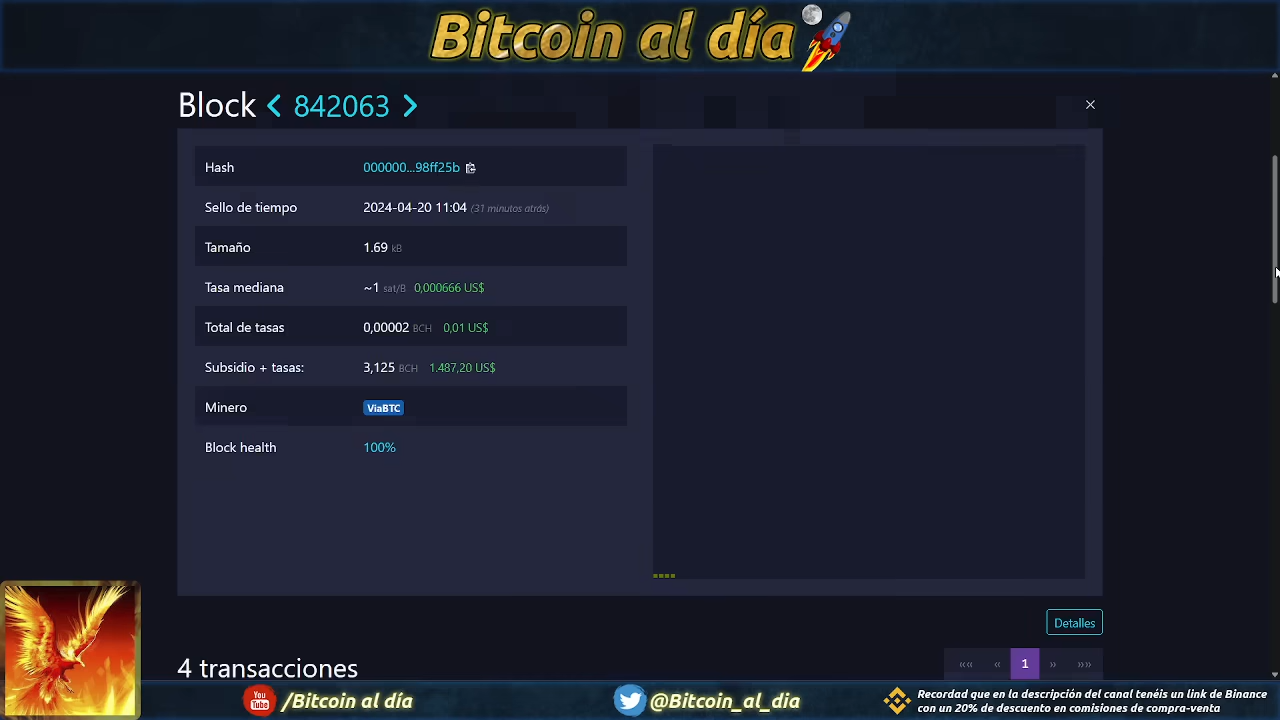 Bitcoin al día
Block < 842063 >
×
Hash 000000...98ff25b
Sello de tiempo 2024-04-20 11:04 (31 minutos atrás)
Tamaño 1.69 kB
Tasa mediana ~1 sat/B 0,000666 US$
Total de tasas 0,00002 BCH 0,01 US$
Subsidio + tasas: 3,125 BCH 1.487,20 US$
Minero ViaBTC
Block health 100%
Detalles
4 transacciones
«« « 1 » »»
You Tube /Bitcoin al día
@Bitcoin_al_dia
Recordad que en la descripción del canal tenéis un link de Binance
con un 20% de descuento en comisiones de compra-venta